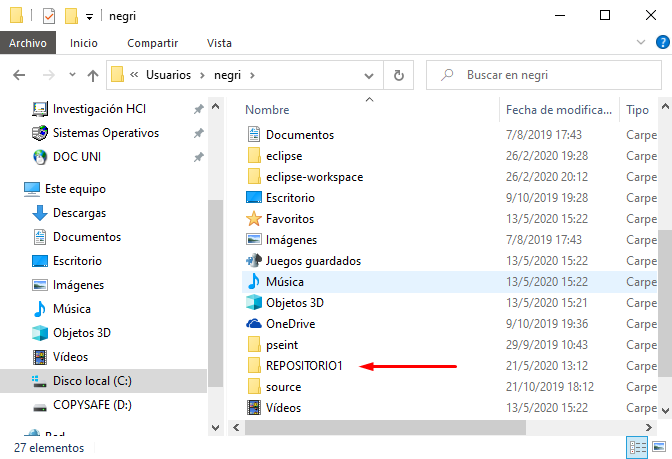 negri
Archivo Inicio Compartir Vista
« Usuarios › negri ›
Buscar en negri
Investigación HCI
Sistemas Operativos
DOC UNI
Este equipo
Descargas
Documentos
Escritorio
Imágenes
Música
Objetos 3D
Vídeos
Disco local (C:)
COPYSAFE (D:)
Red
Nombre Fecha de modifica... Tipo
Documentos 7/8/2019 17:43 Carpe
eclipse 26/2/2020 19:28 Carpe
eclipse-workspace 26/2/2020 20:12 Carpe
Escritorio 9/10/2019 19:28 Carpe
Favoritos 13/5/2020 15:22 Carpe
Imágenes 7/8/2019 17:43 Carpe
Juegos guardados 13/5/2020 15:22 Carpe
Música 13/5/2020 15:22 Carpe
Objetos 3D 13/5/2020 15:21 Carpe
OneDrive 9/10/2019 19:36 Carpe
pseint 29/9/2019 10:43 Carpe
REPOSITORIO1 21/5/2020 13:12 Carpe
source 21/10/2019 18:12 Carpe
Vídeos 13/5/2020 15:22 Carpe
27 elementos